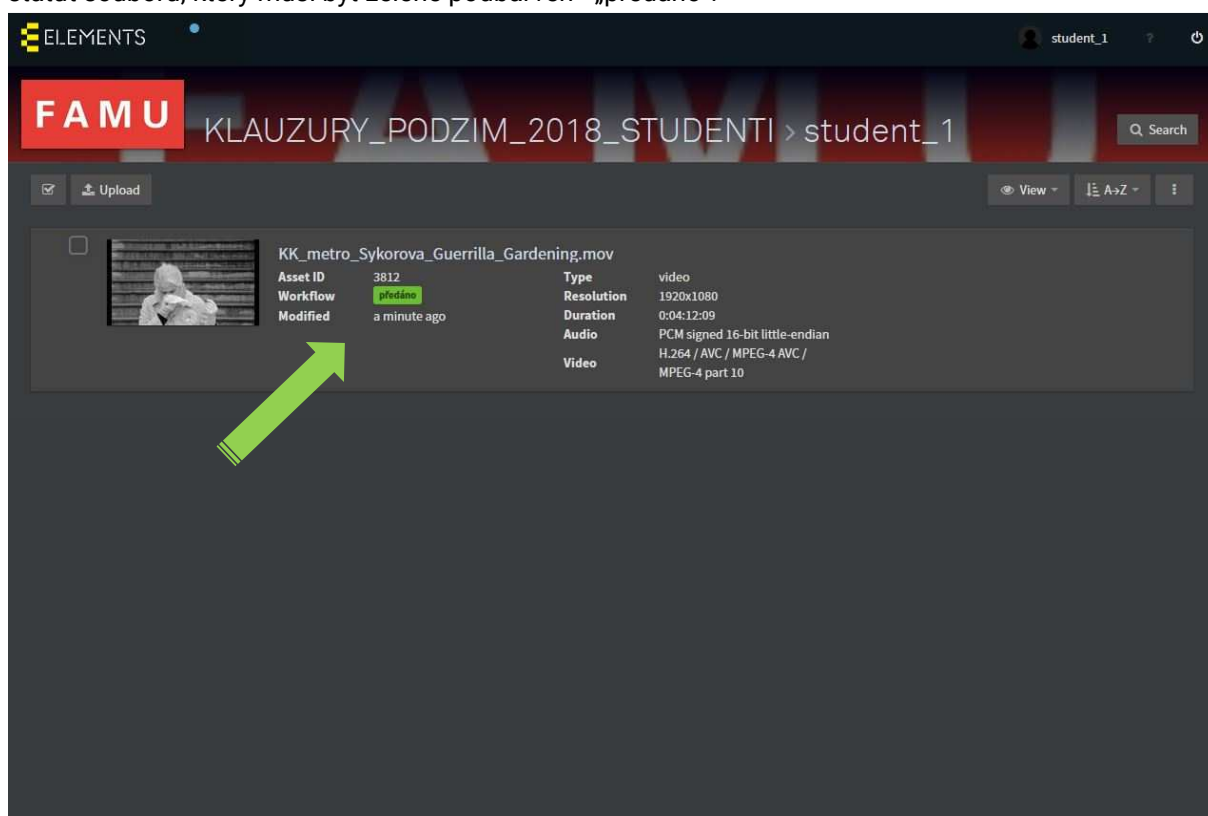 statut souboru, který musí být zeleně podbarven - „předáno".
ELEMENTS
student_1 ?
FAMU
KLAUZURY_PODZIM_2018_STUDENTI > student_1
Search
Upload
View
A→Z
KK_metro_Sykorova_Guerrilla_Gardening.mov
Asset ID 3812 Type video
Workflow předáno Resolution 1920x1080
Modified a minute ago Duration 0:04:12:09
Audio PCM signed 16-bit little-endian
Video H.264 / AVC / MPEG-4 AVC /
MPEG-4 part 10